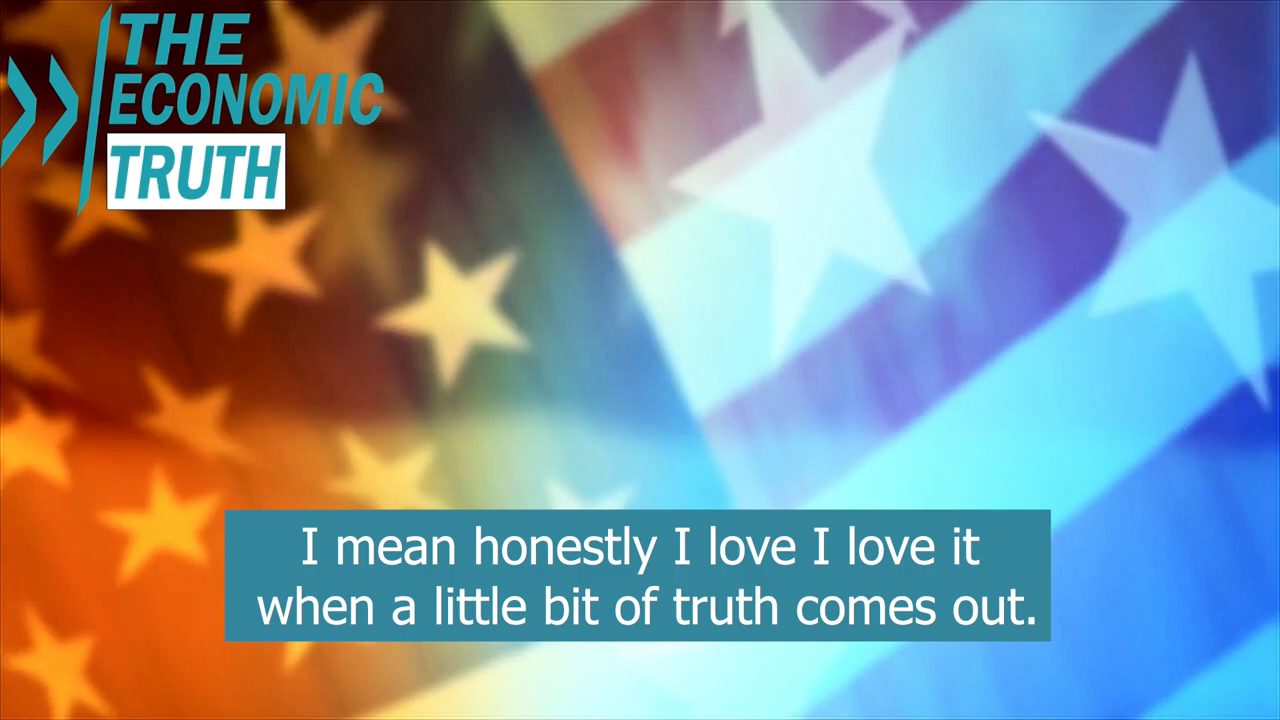 THE
ECONOMIC
TRUTH
I mean honestly I love I love it
when a little bit of truth comes out.